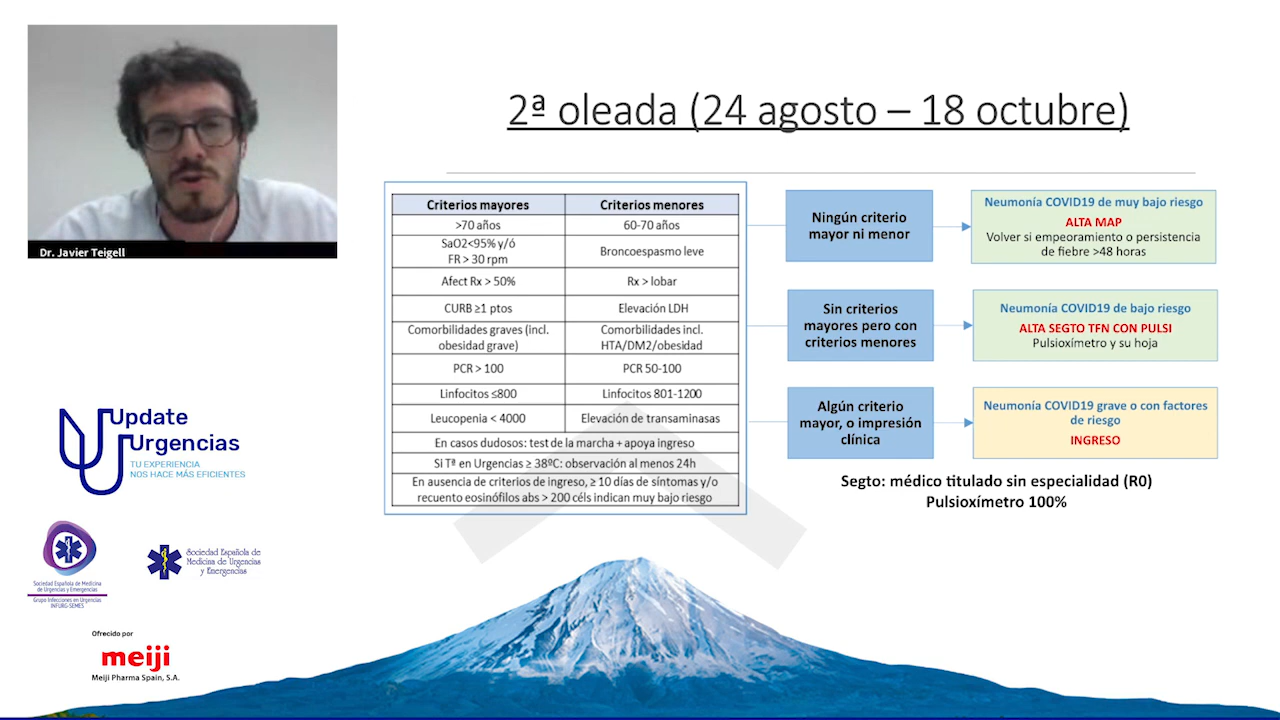 Dr. Javier Teigell
2ª oleada (24 agosto – 18 octubre)
Criterios mayores
Criterios menores
>70 años
60-70 años
SaO2<95% y/ó
FR > 30 rpm
Broncoespasmo leve
Afect Rx > 50%
Rx > lobar
CURB ≥1 ptos
Elevación LDH
Comorbilidades graves (incl.
obesidad grave)
Comorbilidades incl.
HTA/DM2/obesidad
PCR > 100
PCR 50-100
Linfocitos ≤800
Linfocitos 801-1200
Leucopenia < 4000
Elevación de transaminasas
En casos dudosos: test de la marcha + apoya ingreso
Si Tª en Urgencias ≥ 38ºC: observación al menos 24h
En ausencia de criterios de ingreso, ≥ 10 días de síntomas y/o
recuento eosinófilos abs > 200 céls indican muy bajo riesgo
Ningún criterio
mayor ni menor
Neumonía COVID19 de muy bajo riesgo
ALTA MAP
Volver si empeoramiento o persistencia
de fiebre >48 horas
Sin criterios
mayores pero con
criterios menores
Neumonía COVID19 de bajo riesgo
ALTA SEGTO TFN CON PULSI
Pulsioxímetro y su hoja
Algún criterio
mayor, o impresión
clínica
Neumonía COVID19 grave o con factores
de riesgo
INGRESO
Segto: médico titulado sin especialidad (R0)
Pulsioxímetro 100%
Update
Urgencias
TU EXPERIENCIA
NOS HACE MÁS EFICIENTES
Sociedad Española de Medicina
de Urgencias y Emergencias
Grupo Infecciones en Urgencias
INFURG-SEMES
Sociedad Española de
Medicina de Urgencias
y Emergencias
Ofrecido por
meiji
Meiji Pharma Spain, S.A.